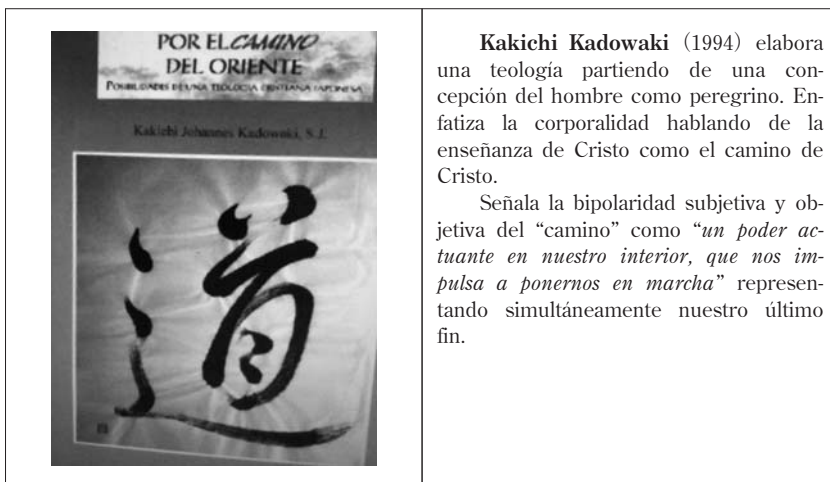 POR EL CAMINO
DEL ORIENTE
POSIBILIDADES DE UNA TEOLOGIA CRISTIANA JAPONESA
Kakichi Johannes Kadowaki, S.J.
道
Kakichi Kadowaki (1994) elabora
una teología partiendo de una con-
cepción del hombre como peregrino. En-
fatiza la corporalidad hablando de la
enseñanza de Cristo como el camino de
Cristo.
Señala la bipolaridad subjetiva y ob-
jetiva del “camino” como “un poder ac-
tuante en nuestro interior, que nos im-
pulsa a ponernos en marcha” represen-
tando simultáneamente nuestro último
fin.